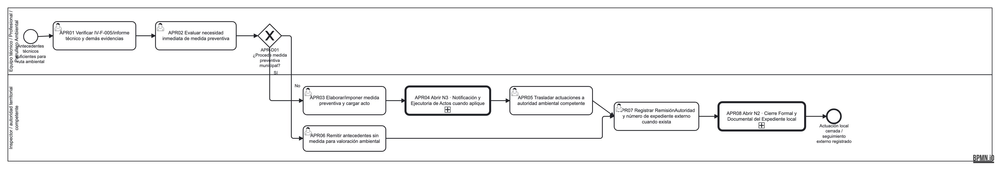 Equipo técnico / Profesional /
Patrullero Ambiental
Antecedentes
técnicos
suficientes para
ruta ambiental
APR01 Verificar IV-F-005/informe
técnico y demás evidencias
APR02 Evaluar necesidad
inmediata de medida preventiva
APR-D01
¿Procede medida
preventiva
municipal?
Sí
No
Inspector / autoridad territorial
competente
APR03 Elaborar/imponer medida
preventiva y cargar acto
APR04 Abrir N3 · Notificación y
Ejecutoria de Actos cuando aplique
APR05 Trasladar actuaciones a
autoridad ambiental competente
APR06 Remitir antecedentes sin
medida para valoración ambiental
APR07 Registrar RemisiónAutoridad
y número de expediente externo
cuando exista
APR08 Abrir N2 · Cierre Formal y
Documental del Expediente local
Actuación local
cerrada /
seguimiento
externo registrado
BPMN.iO